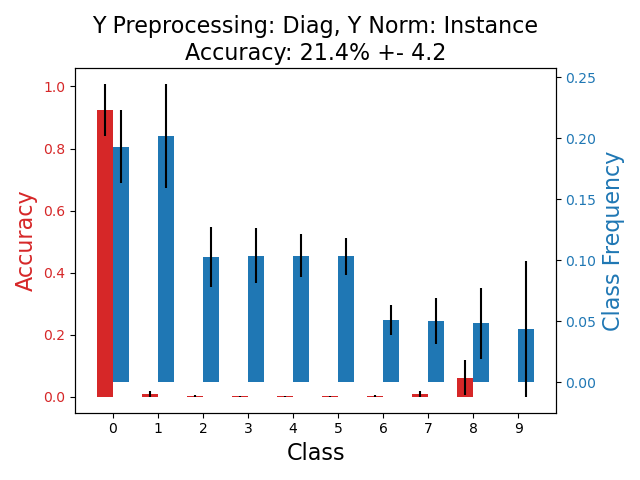 Y Preprocessing: Diag, Y Norm: Instance
Accuracy: 21.4% +- 4.2
1.0
0.8
0.6
0.4
0.2
0.0
Accuracy
0.25
0.20
0.15
0.10
0.05
0.00
Class Frequency
0 1 2 3 4 5 6 7 8 9
Class